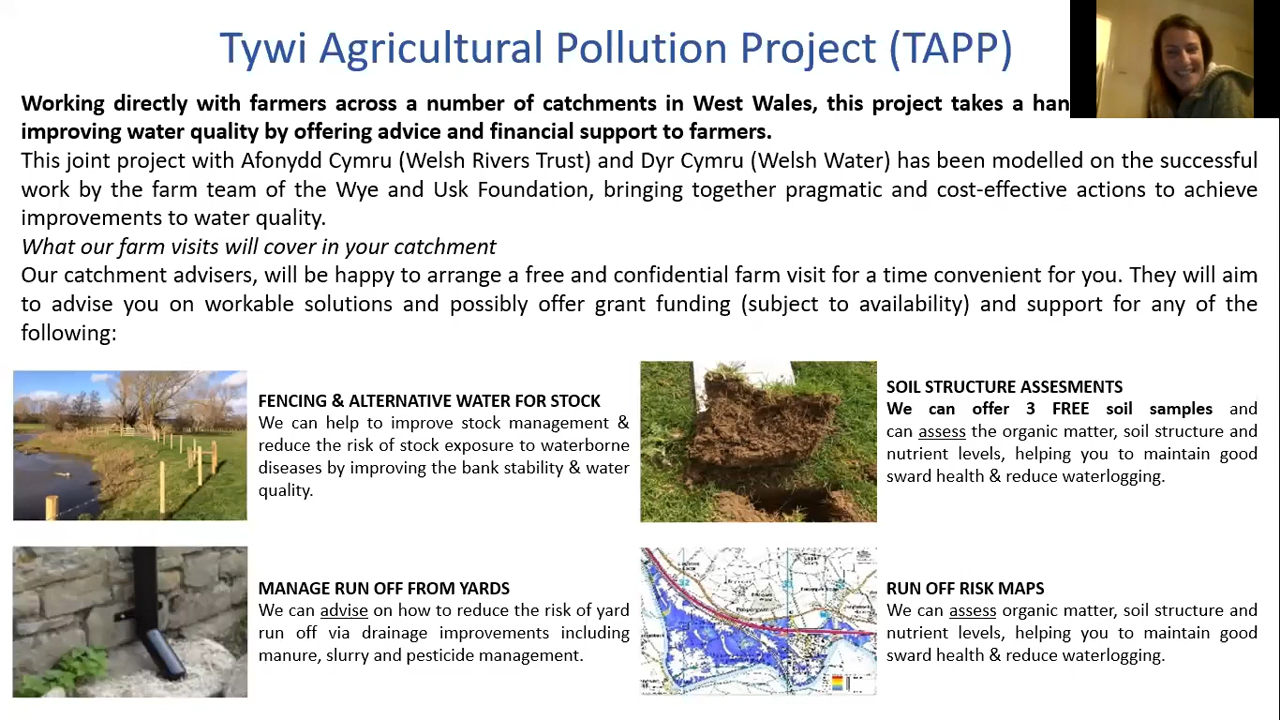 Tywi Agricultural Pollution Project (TAPP)
Working directly with farmers across a number of catchments in West Wales, this project takes a han
improving water quality by offering advice and financial support to farmers.
This joint project with Afonydd Cymru (Welsh Rivers Trust) and Dyr Cymru (Welsh Water) has been modelled on the successful
work by the farm team of the Wye and Usk Foundation, bringing together pragmatic and cost-effective actions to achieve
improvements to water quality.
What our farm visits will cover in your catchment
Our catchment advisers, will be happy to arrange a free and confidential farm visit for a time convenient for you. They will aim
to advise you on workable solutions and possibly offer grant funding (subject to availability) and support for any of the
following:
FENCING & ALTERNATIVE WATER FOR STOCK
We can help to improve stock management &
reduce the risk of stock exposure to waterborne
diseases by improving the bank stability & water
quality.
SOIL STRUCTURE ASSESMENTS
We can offer 3 FREE soil samples and
can assess the organic matter, soil structure and
nutrient levels, helping you to maintain good
sward health & reduce waterlogging.
MANAGE RUN OFF FROM YARDS
We can advise on how to reduce the risk of yard
run off via drainage improvements including
manure, slurry and pesticide management.
RUN OFF RISK MAPS
We can assess organic matter, soil structure and
nutrient levels, helping you to maintain good
sward health & reduce waterlogging.